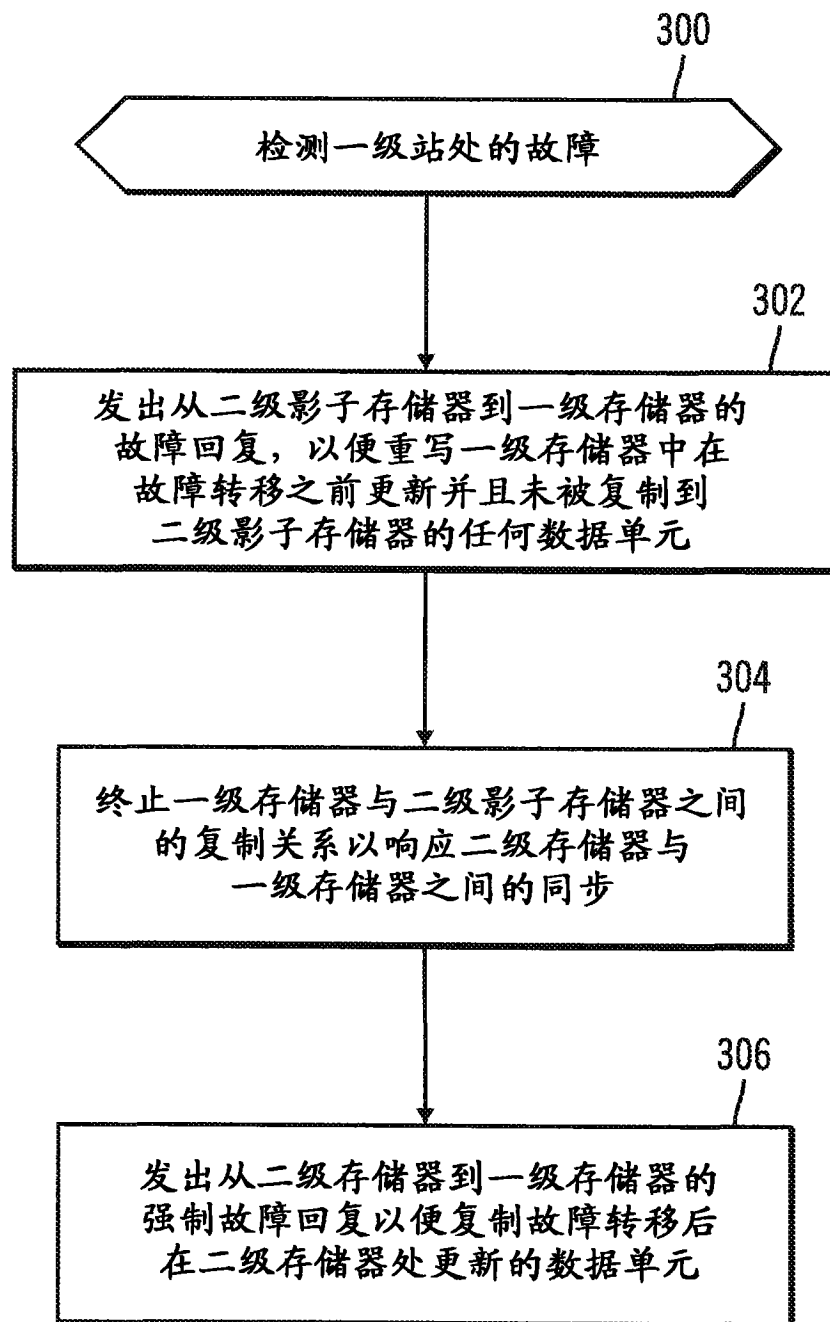 300
检测一级站处的故障
302
发出从二级影子存储器到一级存储器的
故障回复，以便重写一级存储器中在
故障转移之前更新并且未被复制到
二级影子存储器的任何数据单元
304
终止一级存储器与二级影子存储器之间
的复制关系以响应二级存储器与
一级存储器之间的同步
306
发出从二级存储器到一级存储器的
强制故障回复以便复制故障转移后
在二级存储器处更新的数据单元